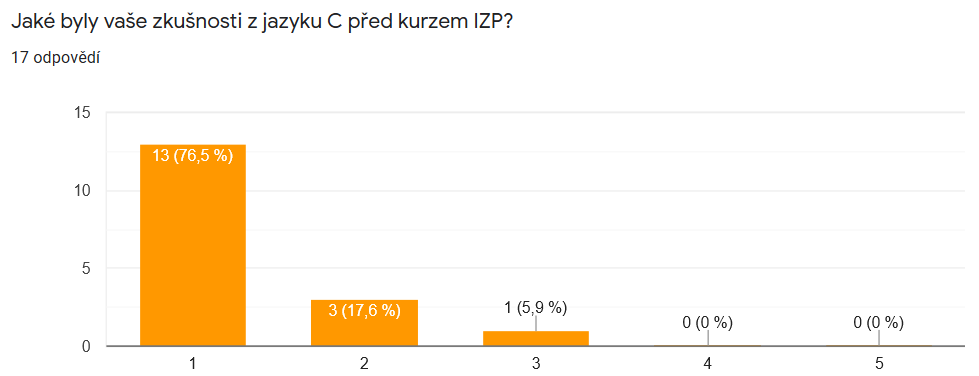 Jaké byly vaše zkušnosti z jazyku C před kurzem IZP?
17 odpovědí
15
13 (76,5 %)
10
5
3 (17,6 %)
1 (5,9 %)
0 (0 %)
0 (0 %)
0
1
2
3
4
5